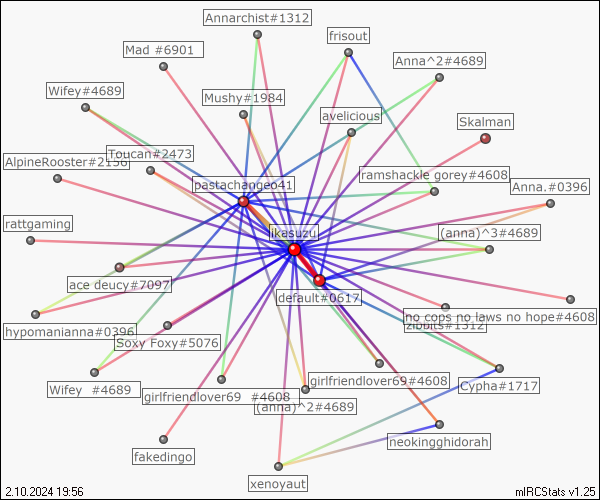 Annarchist#1312
frisout
Mad #6901
Anna^2#4689
Wifey#4689
Mushy#1984
avelicious
Skalman
Toucan#2473
AlpineRooster#2156
pastachangeo41
ramshackle gorey#4608
Anna.#0396
rattgaming
ikasuzu
(anna)^3#4689
ace deucy#7097
default#0617
no cops no laws no hope#4608
zibbits#1312
hypomanianna#0396
Soxy Foxy#5076
Wifey #4689
girlfriendlover69 #4608
girlfriendlover69#4608
Cypha#1717
(anna)^2#4689
neokingghidorah
fakedingo
xenoyaut
2.10.2024 19:56
mIRCStats v1.25